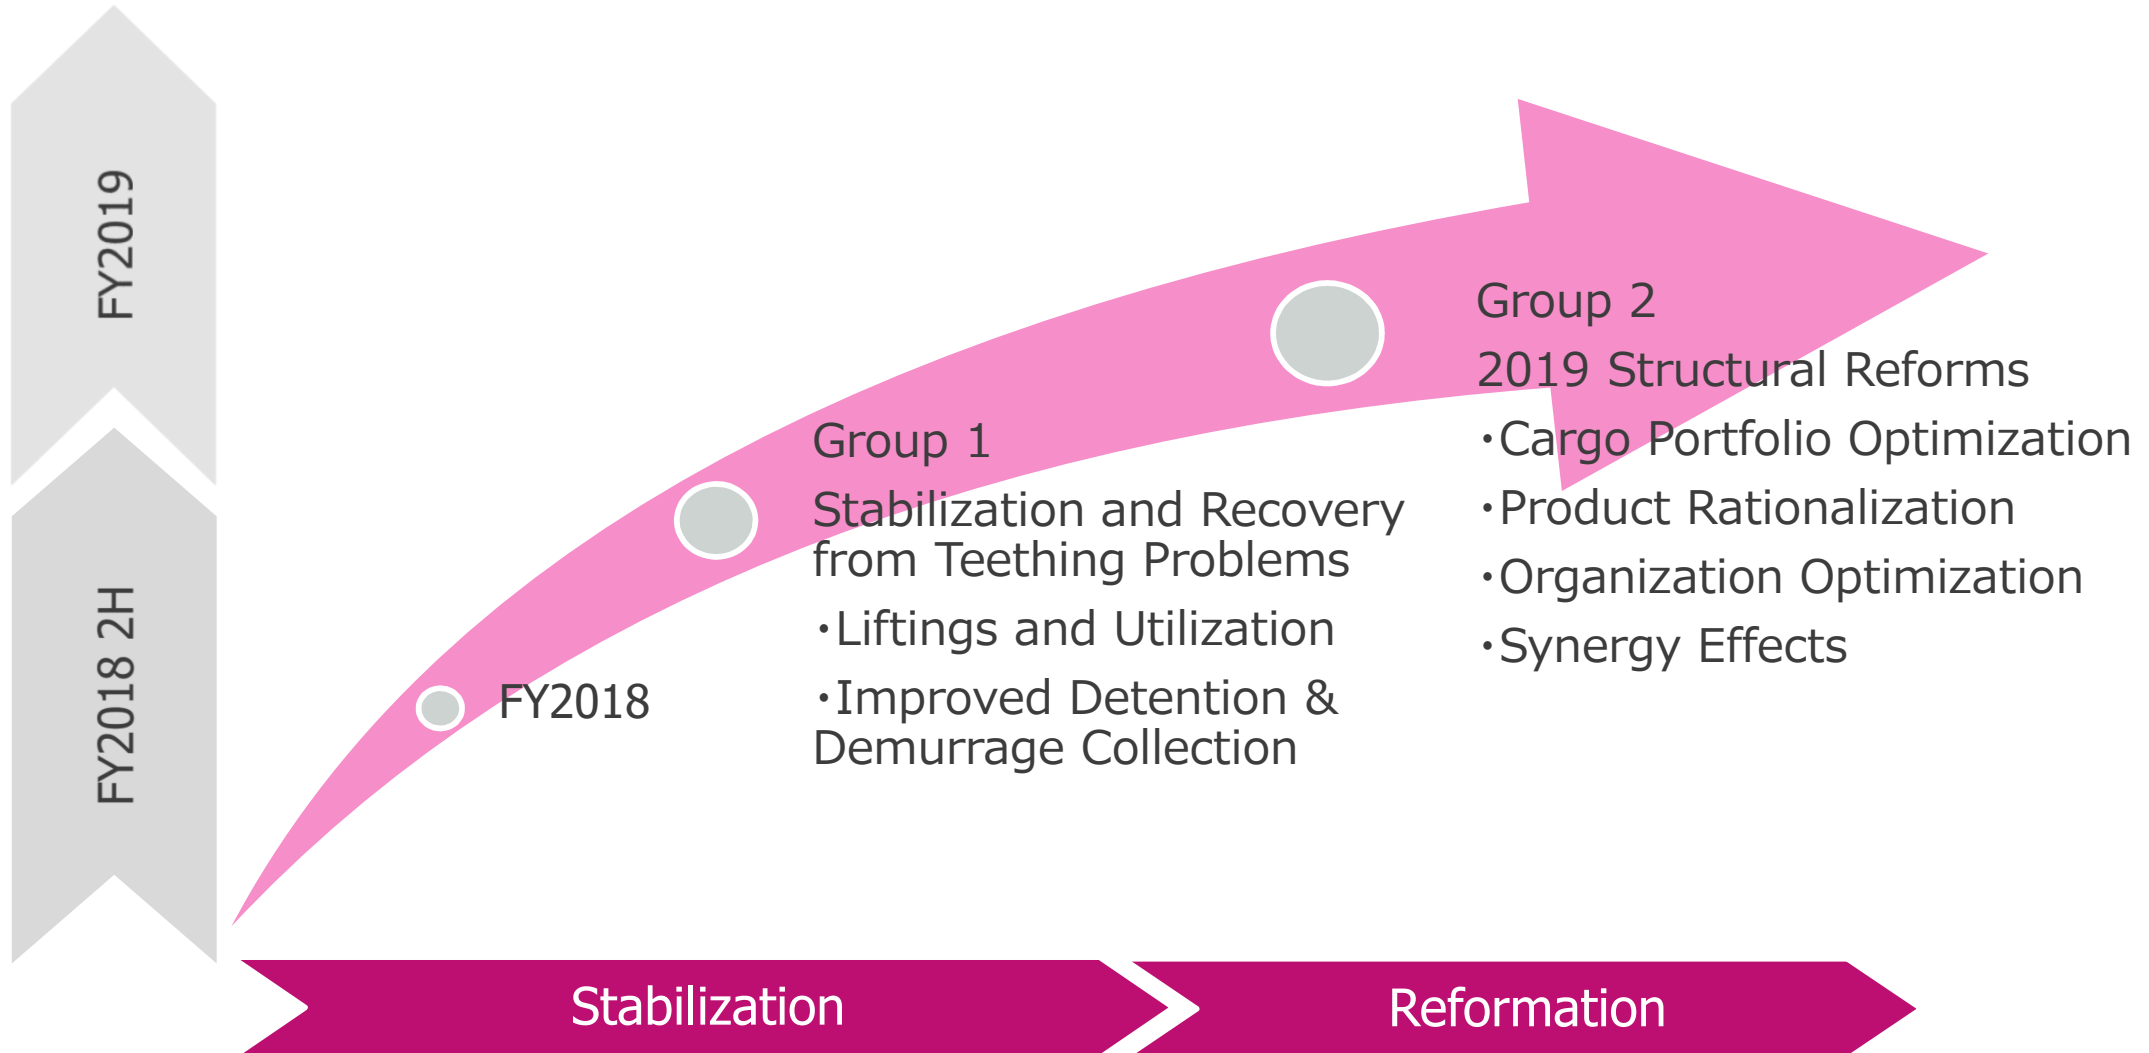 FY2019
FY2018 2H
FY2018
Group 1
Stabilization and Recovery
from Teething Problems
・Liftings and Utilization
・Improved Detention &
Demurrage Collection
Group 2
2019 Structural Reforms
・Cargo Portfolio Optimization
・Product Rationalization
・Organization Optimization
・Synergy Effects
Stabilization
Reformation